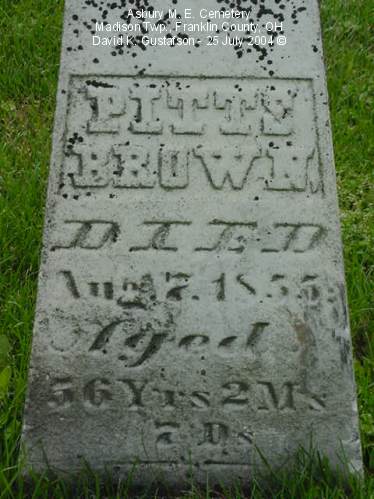 Asbury M. E. Cemetery
Madison Twp., Franklin County, OH
David K. Gustafson - 25 July 2004 ©
PITTY
BROWN,
DIED
Aug. 7. 1855
Aged
56 Yrs 2 Ms
7 Ds